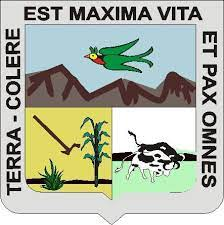 TERRA - COLERE
EST MAXIMA VITA
ET PAX OMNES